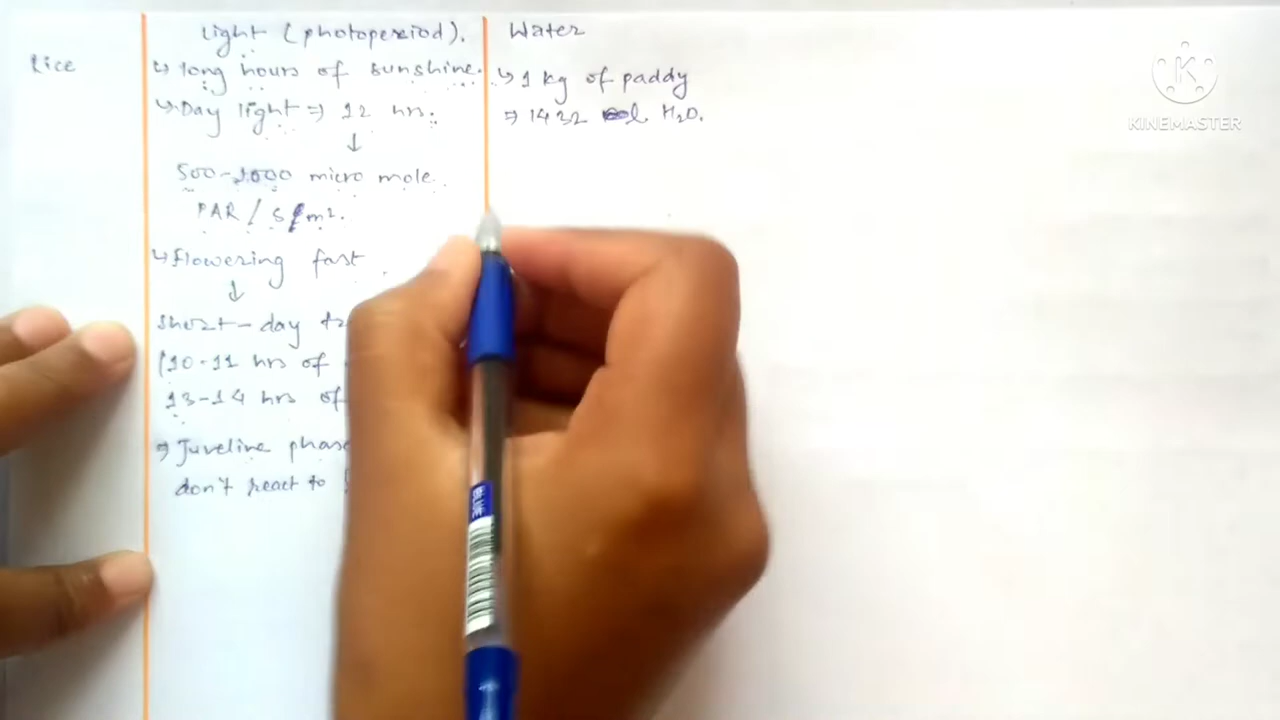 Rice
Light (photoperiod).
↳ long hours of sunshine.
↳ Day light ⇒ 12 hrs.
↓
500-1000 micro mole
PAR / s/m².
↳ flowering fast
↓
Short-day
(10-11 hrs of
13-14 hrs of
⇒ Juveline phase
don't react to
Water
↳ 1 kg of paddy
⇒ 1432 l H₂O.
K
KINEMASTER
BLUE